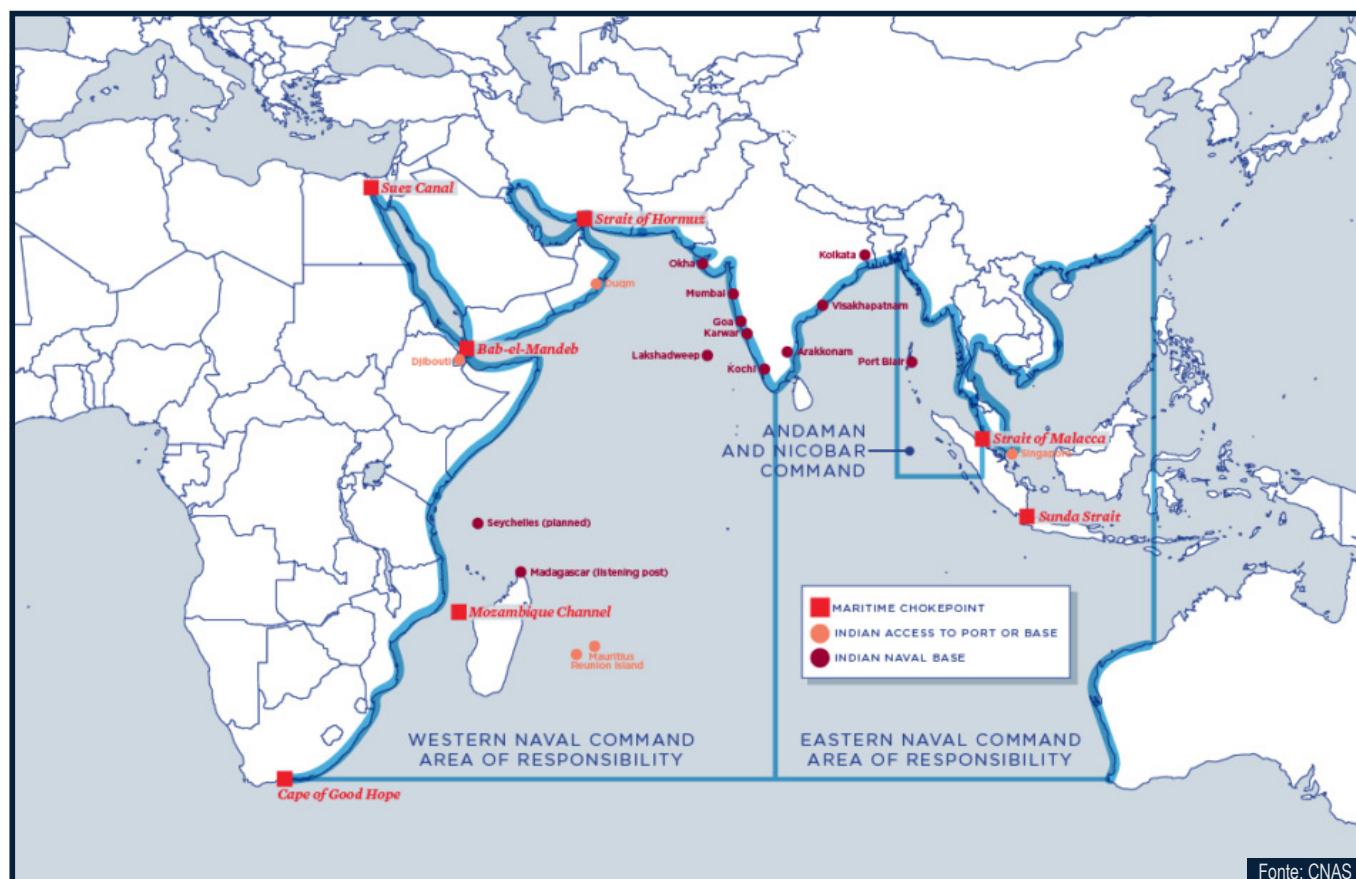 Suez Canal
Strait of Hormuz
Okha
Kolkata
Duqm
Mumbai
Visakhapatnam
Goa
Karwar
Bab-el-Mandeb
Djibouti
Lakshadweep
Arakkonam
Kochi
Port Blair
ANDAMAN
AND NICOBAR
COMMAND
Strait of Malacca
Singapore
Sunda Strait
Seychelles (planned)
Madagascar (listening post)
Mozambique Channel
Mauritius
Reunion Island
MARITIME CHOKEPOINT
INDIAN ACCESS TO PORT OR BASE
INDIAN NAVAL BASE
WESTERN NAVAL COMMAND
AREA OF RESPONSIBILITY
EASTERN NAVAL COMMAND
AREA OF RESPONSIBILITY
Cape of Good Hope
Fonte: CNAS